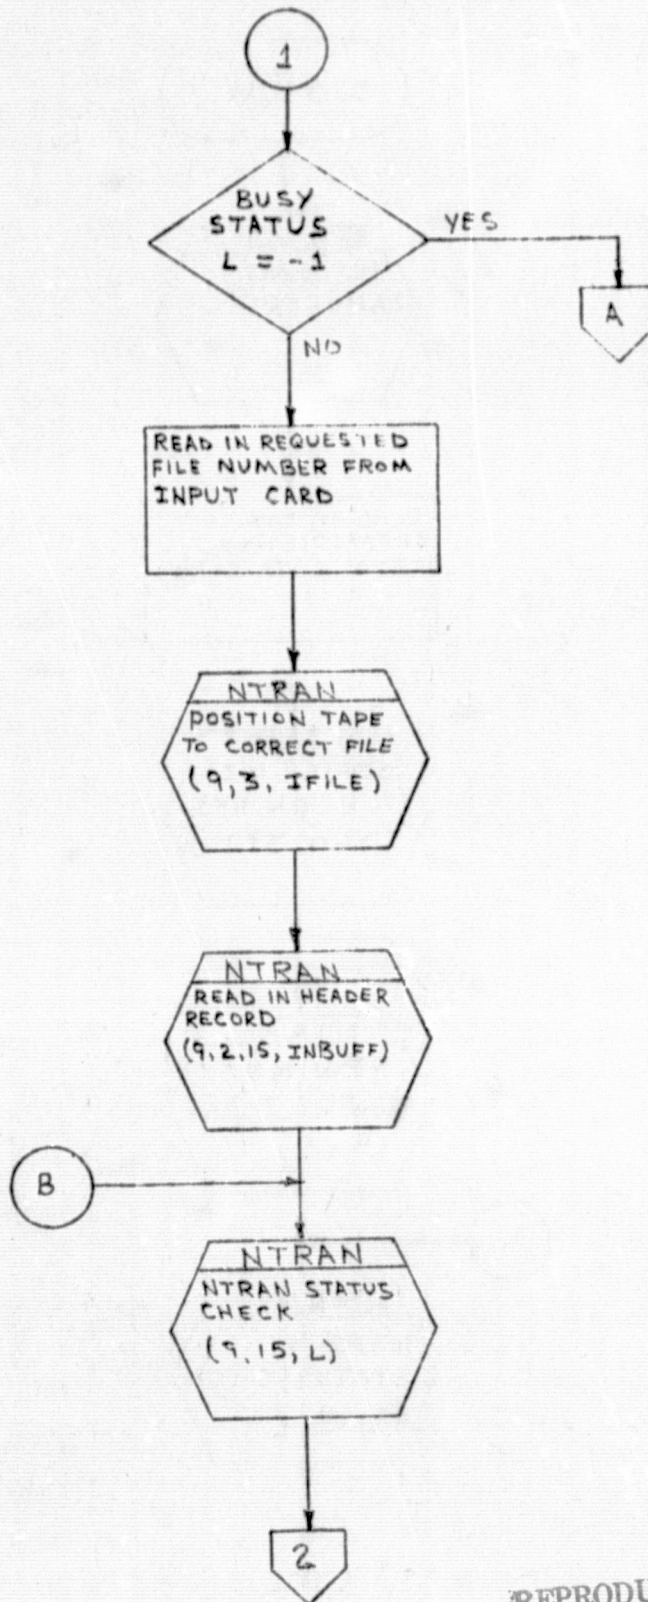 1
BUSY
STATUS
L = -1
YES
A
NO
READ IN REQUESTED
FILE NUMBER FROM
INPUT CARD
NTRAN
POSITION TAPE
TO CORRECT FILE
(9, 3, IFILE)
NTRAN
READ IN HEADER
RECORD
(9, 2, 15, INBUFF)
B
NTRAN
NTRAN STATUS
CHECK
(9, 15, L)
2